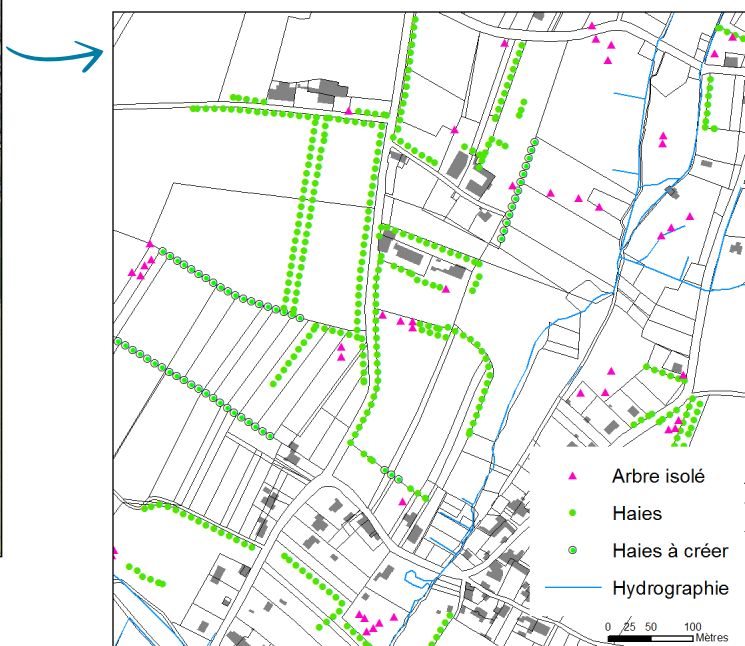 Arbre isolé
Haies
Haies à créer
Hydrographie
0 25 50 100
Mètres